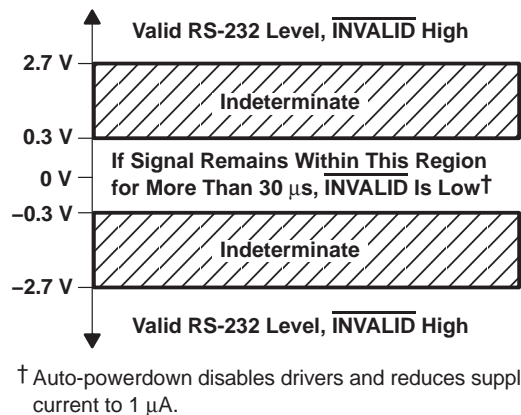 Valid RS-232 Level, INVALID High
2.7 V
Indeterminate
0.3 V
If Signal Remains Within This Region
0 V
for More Than 30 μs, INVALID Is Low†
–0.3 V
Indeterminate
–2.7 V
Valid RS-232 Level, INVALID High
† Auto-powerdown disables drivers and reduces suppl
current to 1 μA.